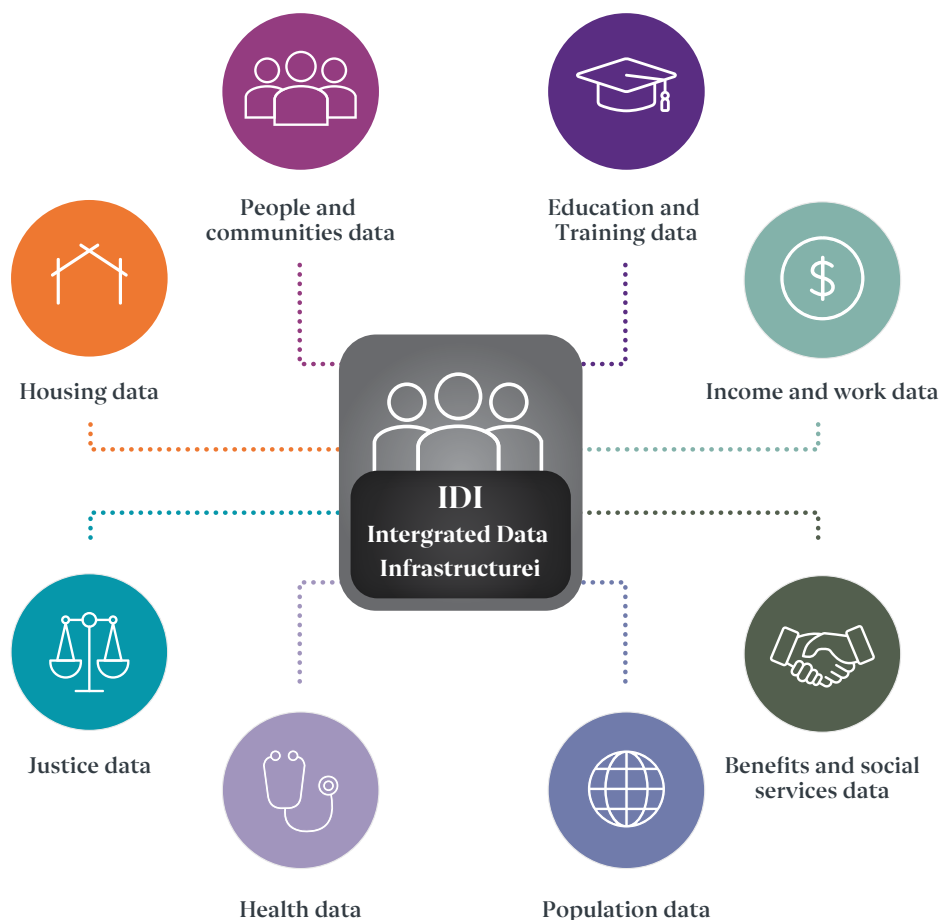 People and
communities data
Education and
Training data
Housing data
$
Income and work data
IDI
Intergrated Data
Infrastructurei
Justice data
Benefits and social
services data
Health data
Population data